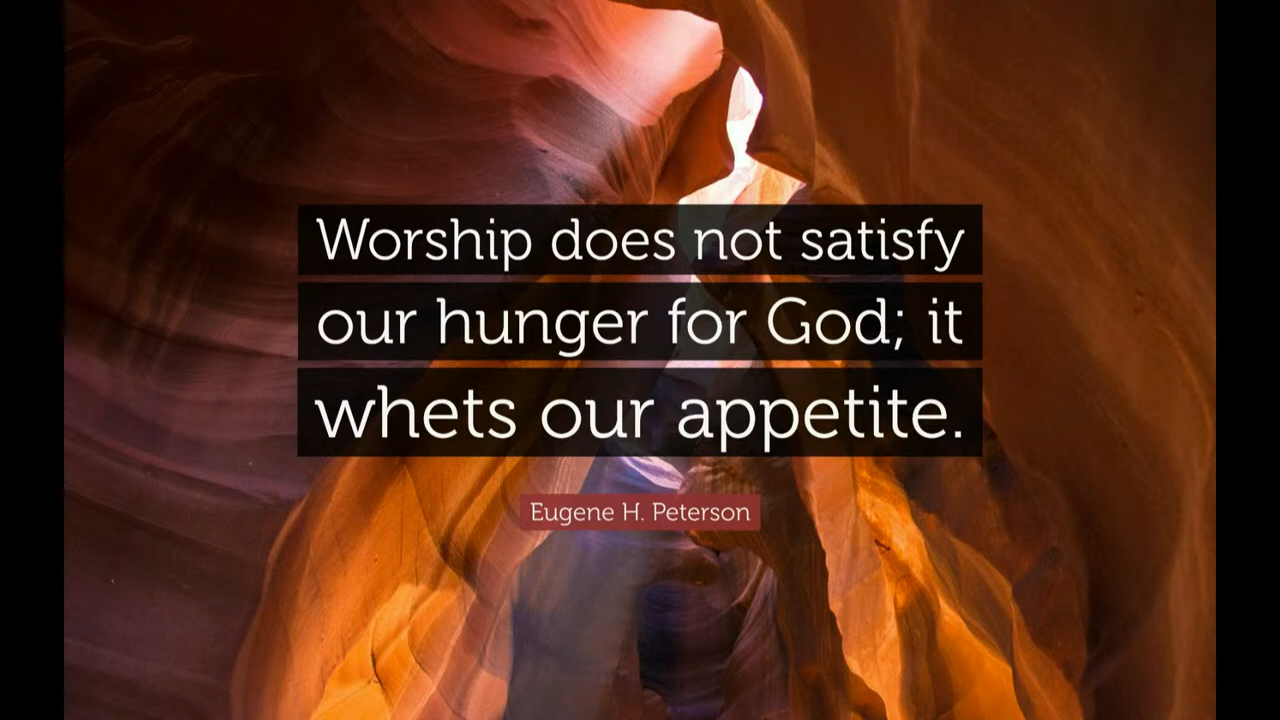 Worship does not satisfy
our hunger for God; it
whets our appetite.
Eugene H. Peterson